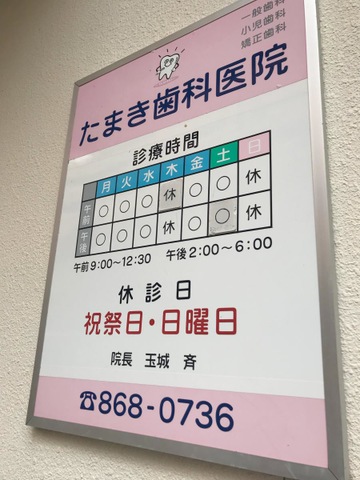 一般歯科
小児歯科
矯正歯科
たまき歯科医院
診療時間
月 火 水 木 金 土 日
午前 ○ ○ ○ 休 ○ ○ 休
午後 ○ ○ ○ ○ ○ ○ 休
午前9:00～12:30 午後2:00～6:00
休診日
祝祭日・日曜日
院長 玉城 斉
☎868-0736